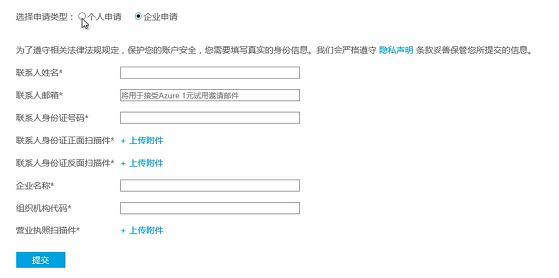 选择申请类型： 个人申请 企业申请
为了遵守相关法律法规规定，保护您的账户安全，您需要填写真实的身份信息。我们会严格遵守 隐私声明 条款妥善保管您所提交的信息。
联系人姓名*
联系人邮箱* 将用于接受Azure 1元试用邀请邮件
联系人身份证号码*
联系人身份证正面扫描件* + 上传附件
联系人身份证反面扫描件* + 上传附件
企业名称*
组织机构代码*
营业执照扫描件* + 上传附件
提交